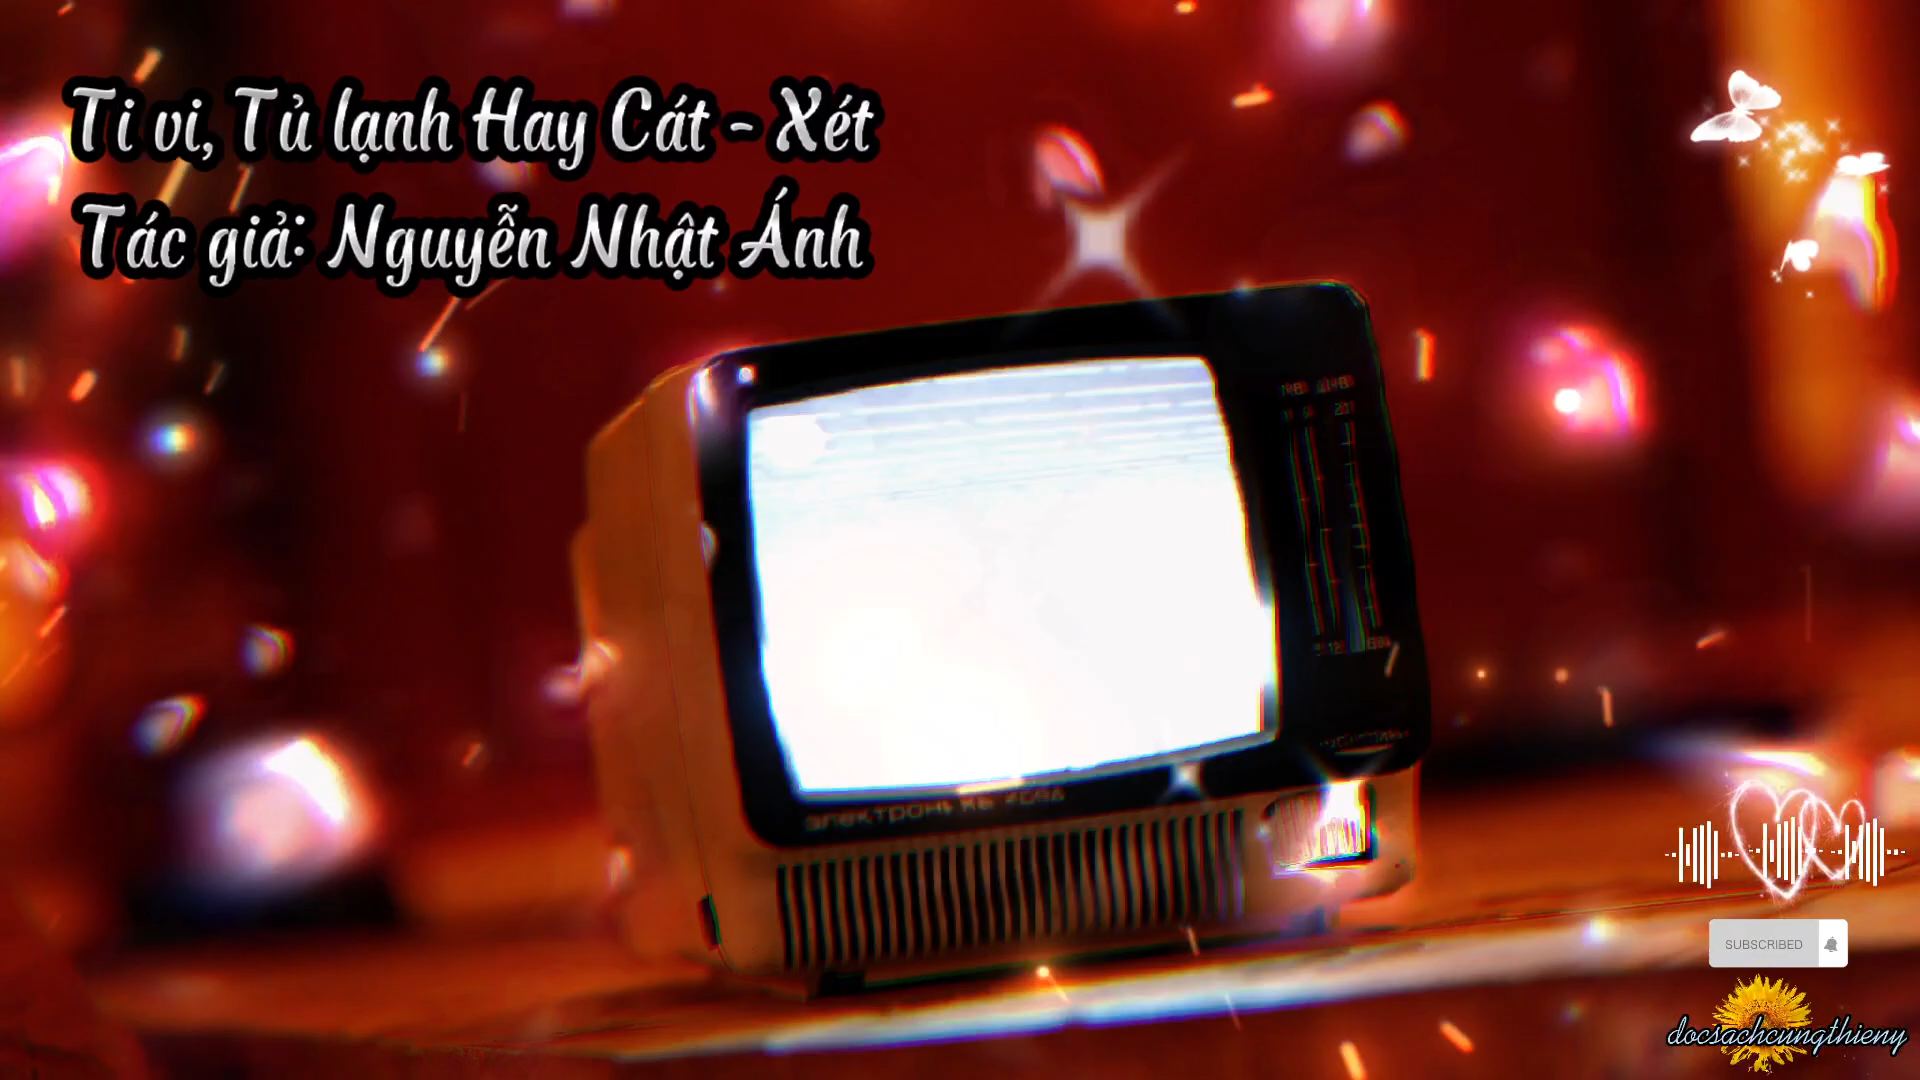 Ti vi, Tủ lạnh Hay Cát - Xét
Tác giả: Nguyễn Nhật Ánh
SUBSCRIBED
docsachcungthieny